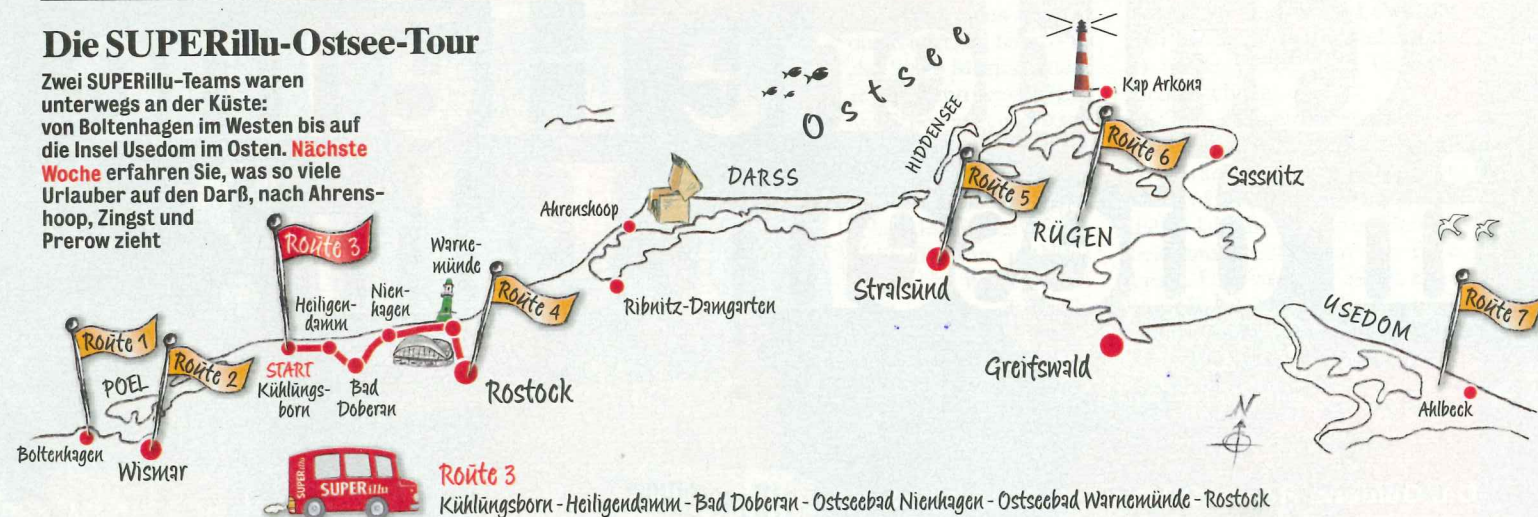 Die SUPERillu-Ostsee-Tour
Zwei SUPERillu-Teams waren
unterwegs an der Küste:
von Boltenhagen im Westen bis auf
die Insel Usedom im Osten. Nächste
Woche erfahren Sie, was so viele
Urlauber auf den Darß, nach Ahrens-
hoop, Zingst und
Prerow zieht
Ostsee
Kap Arkona
HIDDENSEE
Route 6
Sassnitz
Route 5
RÜGEN
DARSS
Ahrenshoop
Ribnitz-Damgarten
Stralsund
Greifswald
USEDOM
Route 7
Ahlbeck
N
Route 3
Warne-
münde
Nien-
hagen
Heiligen-
damm
Route 4
Route 1
Route 2
POEL
START
Kühlungs-
born
Bad
Doberan
Rostock
Boltenhagen
Wismar
SUPERillu
SUPERillu
Route 3
Kühlungsborn - Heiligendamm - Bad Doberan - Ostseebad Nienhagen - Ostseebad Warnemünde - Rostock